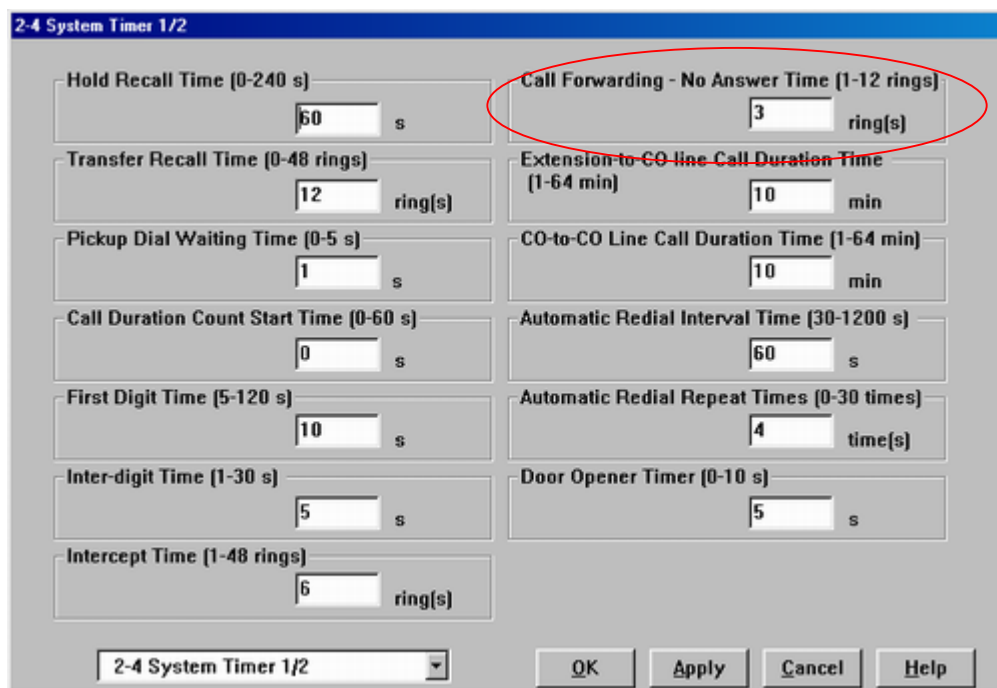 2-4 System Timer 1/2
Hold Recall Time (0-240 s)
60 s
Transfer Recall Time (0-48 rings)
12 ring(s)
Pickup Dial Waiting Time (0-5 s)
1 s
Call Duration Count Start Time (0-60 s)
0 s
First Digit Time (5-120 s)
10 s
Inter-digit Time (1-30 s)
5 s
Intercept Time (1-48 rings)
6 ring(s)
Call Forwarding - No Answer Time (1-12 rings)
3 ring(s)
Extension-to-CO line Call Duration Time
(1-64 min)
10 min
CO-to-CO Line Call Duration Time (1-64 min)
10 min
Automatic Redial Interval Time (30-1200 s)
60 s
Automatic Redial Repeat Times (0-30 times)
4 time(s)
Door Opener Timer (0-10 s)
5 s
2-4 System Timer 1/2
OK Apply Cancel Help